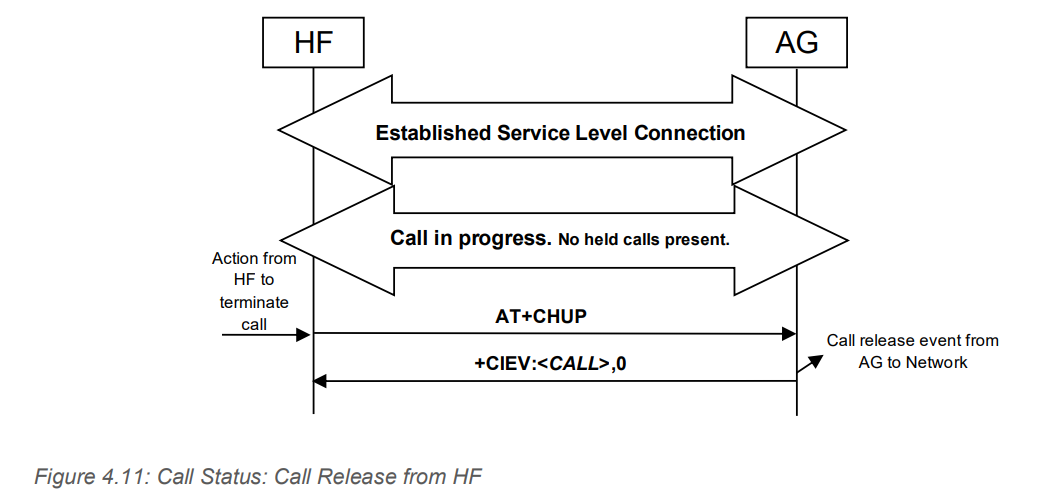 HF
AG
Established Service Level Connection
Call in progress. No held calls present.
Action from
HF to
terminate
call
AT+CHUP
Call release event from
AG to Network
+CIEV:<CALL>,0
Figure 4.11: Call Status: Call Release from HF